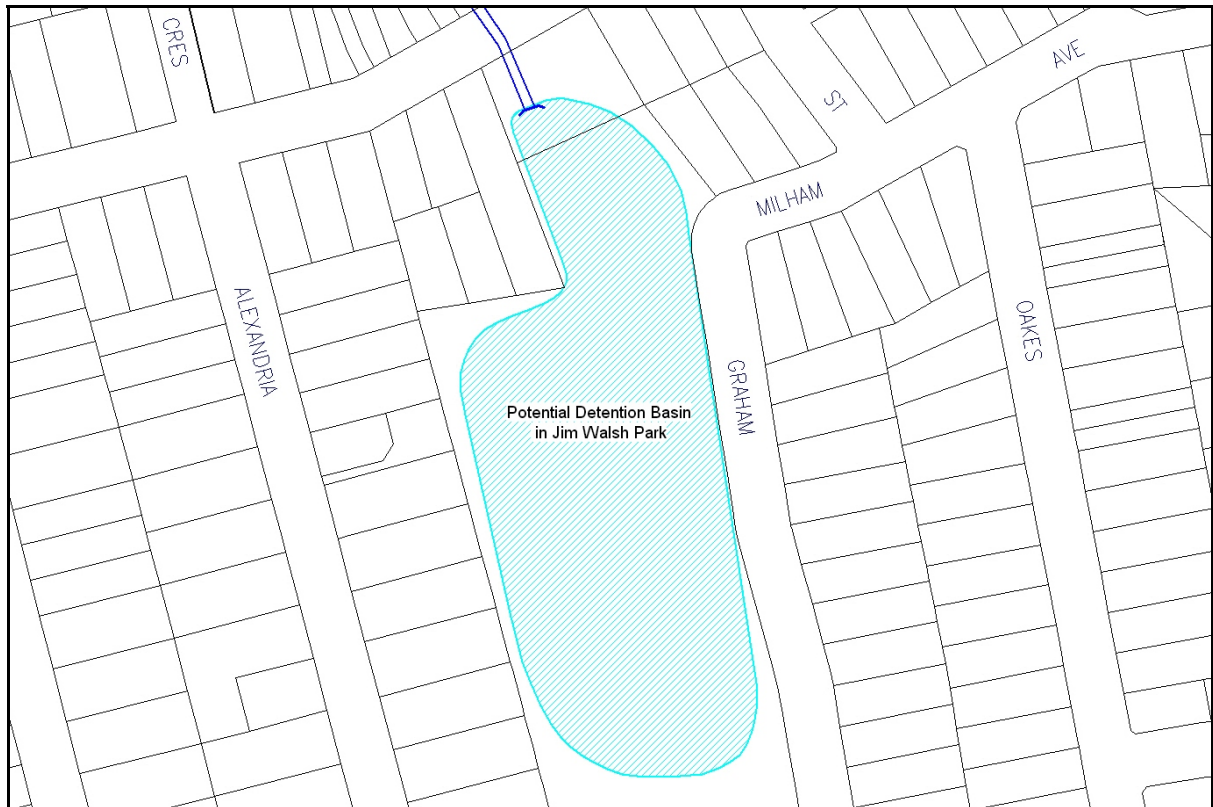 CRES
ST
AVE
MILHAM
ALEXANDRIA
OAKES
GRAHAM
Potential Detention Basin
in Jim Walsh Park